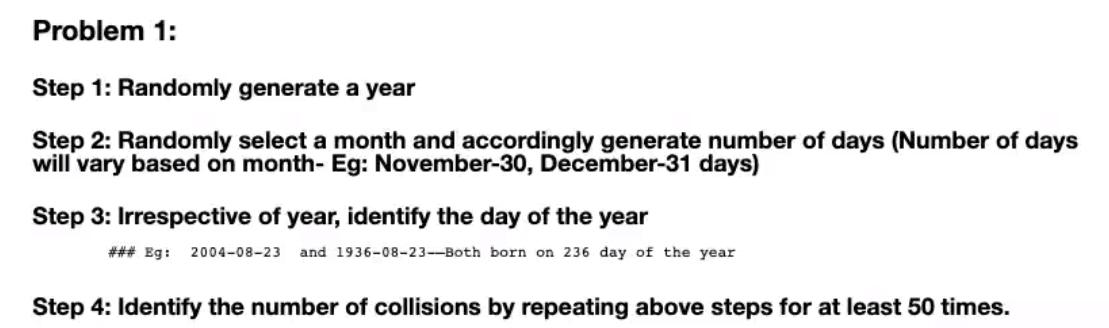 Problem 1:
Step 1: Randomly generate a year
Step 2: Randomly select a month and accordingly generate number of days (Number of days
will vary based on month- Eg: November-30, December-31 days)
Step 3: Irrespective of year, identify the day of the year
### Eg:  2004-08-23  and 1936-08-23——Both born on 236 day of the year
Step 4: Identify the number of collisions by repeating above steps for at least 50 times.